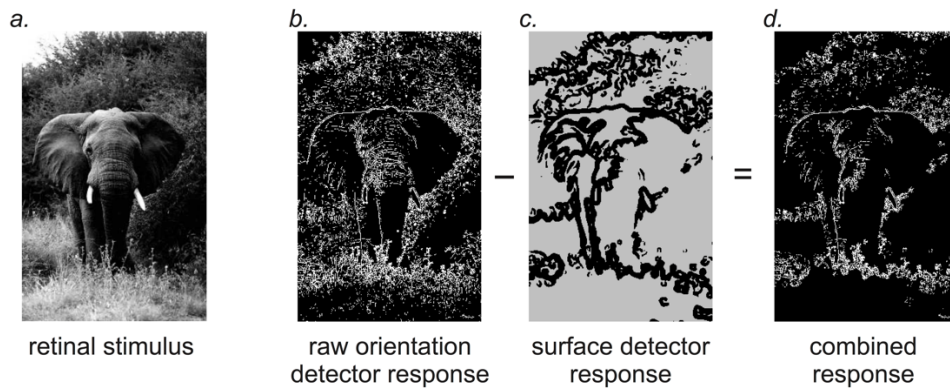 a.
b.
c.
d.
–
=
retinal stimulus
raw orientation
detector response
surface detector
response
combined
response